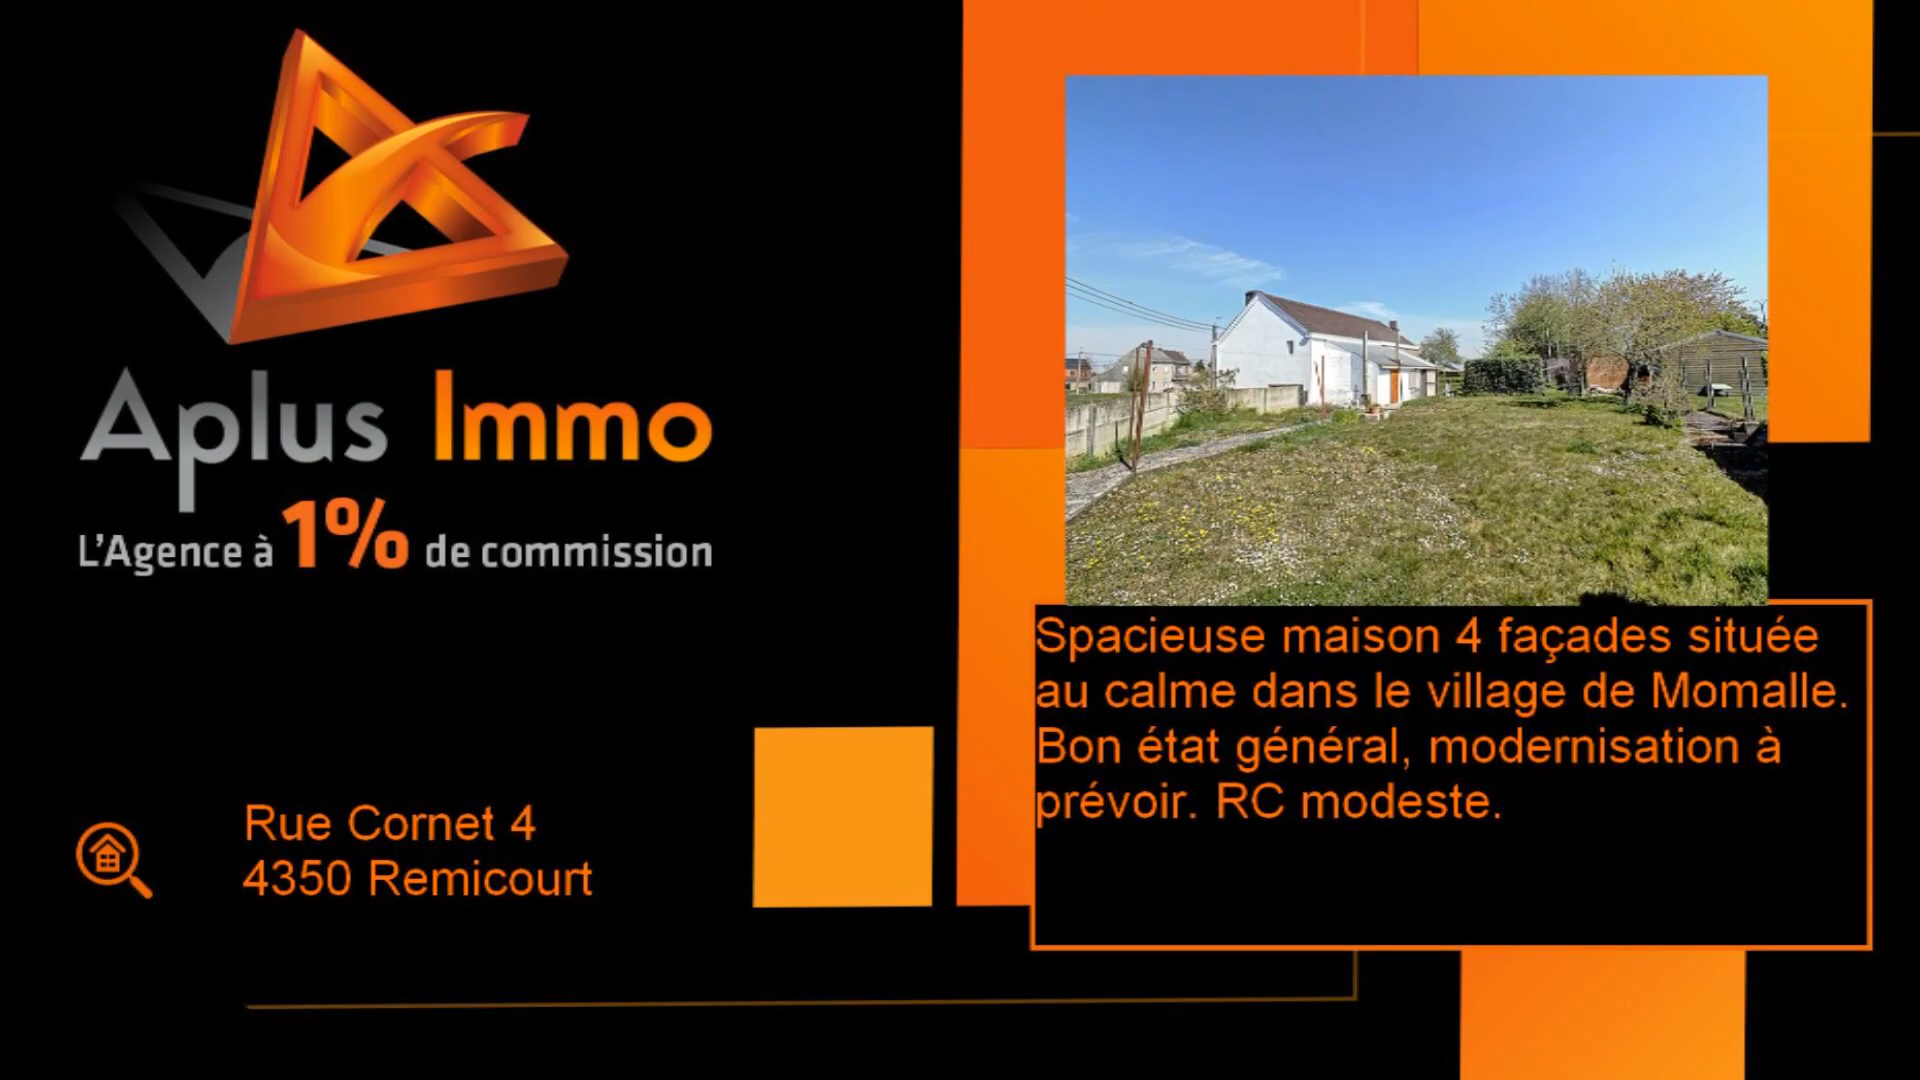 Aplus Immo
L'Agence à 1% de commission
Rue Cornet 4
4350 Remicourt
Spacieuse maison 4 façades située
au calme dans le village de Momalle.
Bon état général, modernisation à
prévoir. RC modeste.